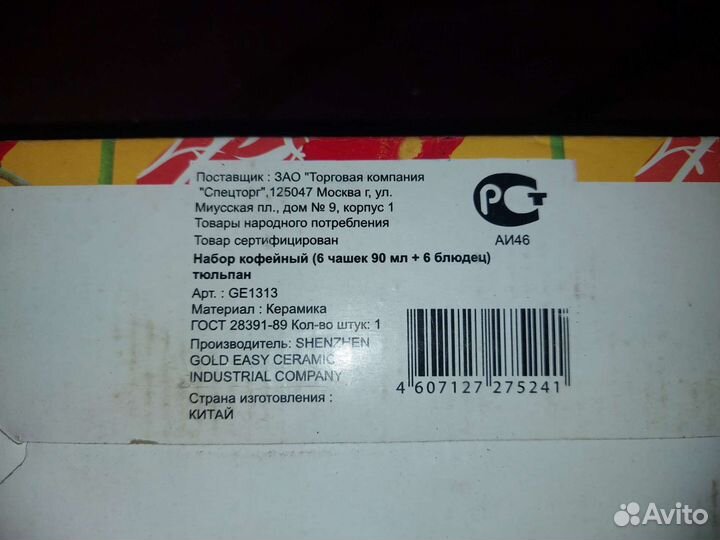 Поставщик : ЗАО "Торговая компания
"Спецторг",125047 Москва г, ул.
Миусская пл., дом № 9, корпус 1
Товары народного потребления
Товар сертифицирован
Набор кофейный (6 чашек 90 мл + 6 блюдец)
тюльпан
Арт. : GE1313
Материал : Керамика
ГОСТ 28391-89 Кол-во штук: 1
Производитель: SHENZHEN
GOLD EASY CERAMIC
INDUSTRIAL COMPANY
Страна изготовления :
КИТАЙ
РСТ
АИ46
4 607127 275241
Avito